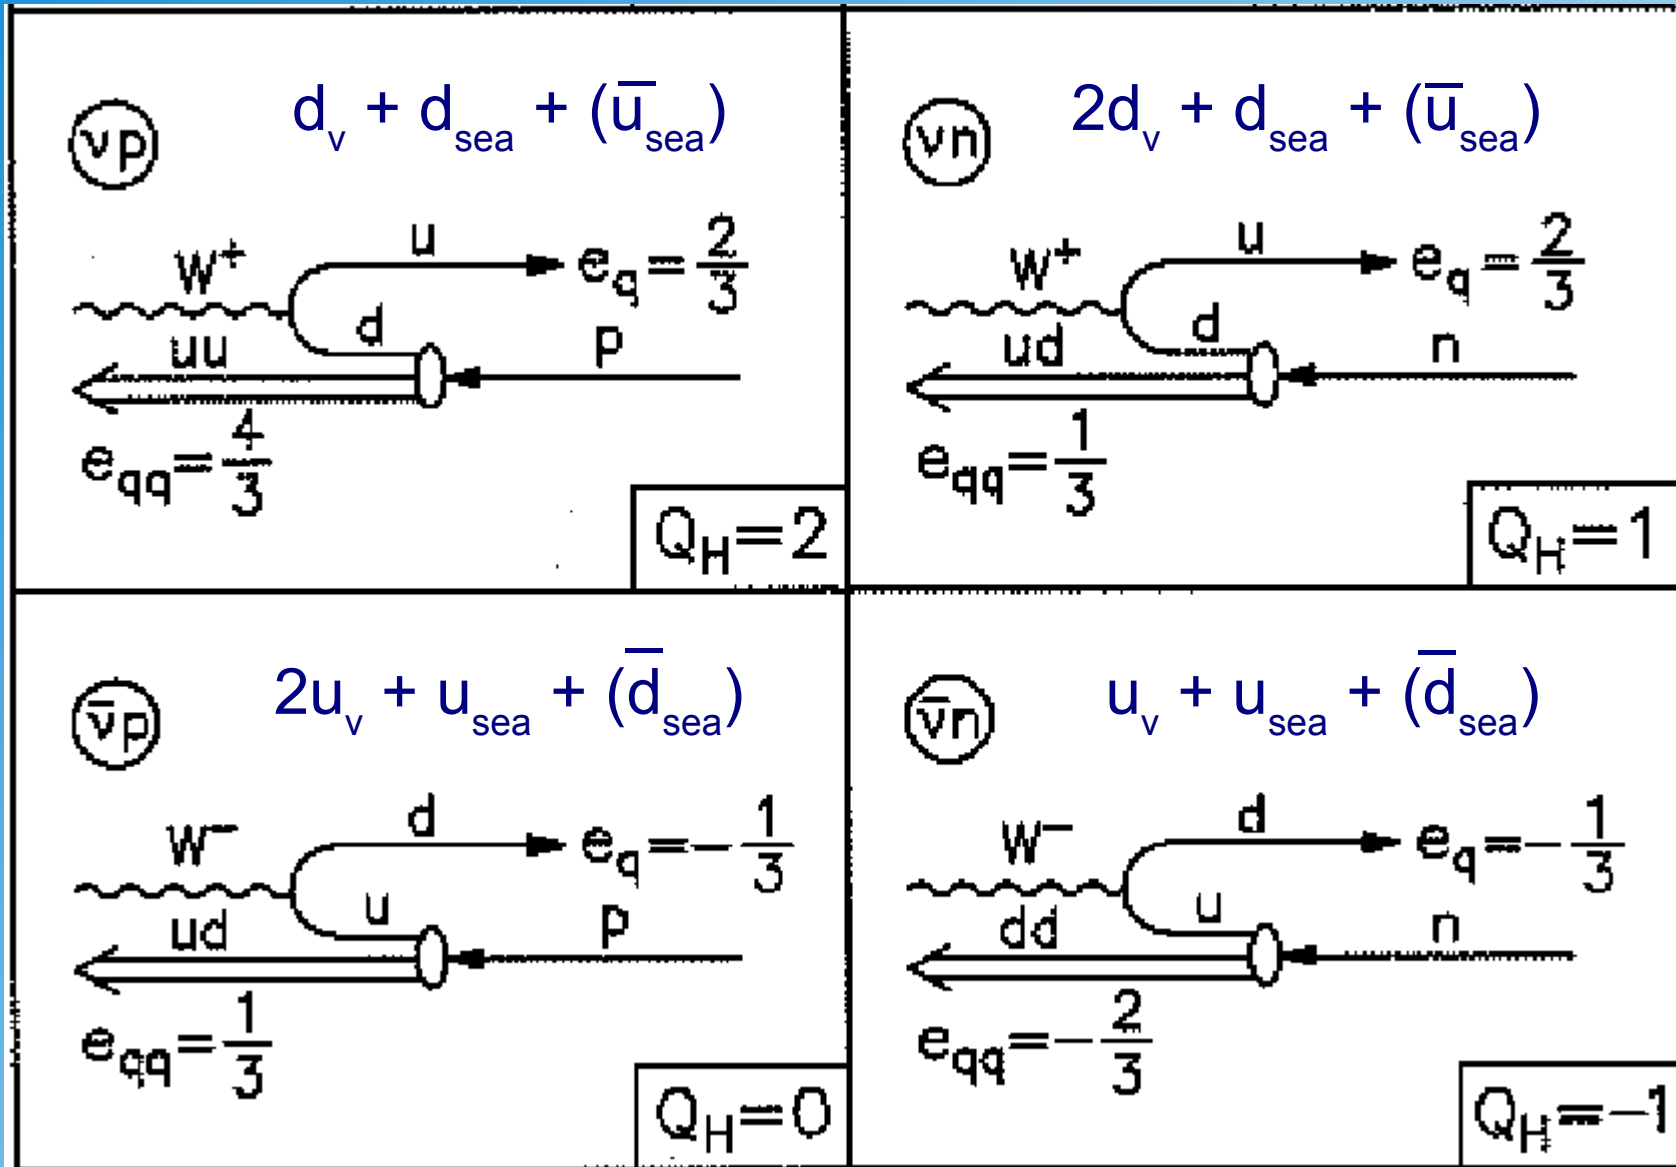 νp d_v + d_sea + (u̅_sea)
W⁺ u e_q = 2/3
d
uu p
e_qq = 4/3
Q_H = 2
νn 2d_v + d_sea + (u̅_sea)
W⁺ u e_q = 2/3
d
ud n
e_qq = 1/3
Q_H = 1
ν̅p 2u_v + u_sea + (d̅_sea)
W⁻ d e_q = -1/3
u
ud p
e_qq = 1/3
Q_H = 0
ν̅n u_v + u_sea + (d̅_sea)
W⁻ d e_q = -1/3
u
dd n
e_qq = -2/3
Q_H = -1